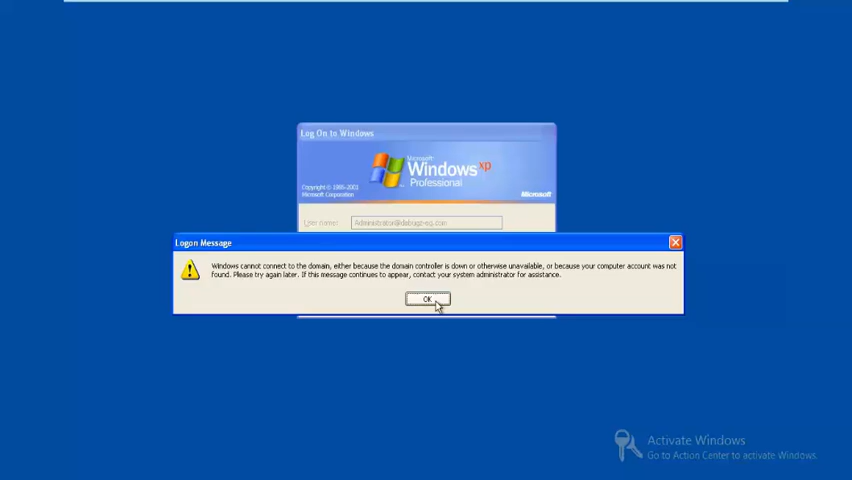 Log On to Windows
Microsoft
Windows xp
Professional
Copyright © 1985-2001
Microsoft Corporation
Microsoft
User name:
Logon Message
Windows cannot connect to the domain, either because the domain controller is down or otherwise unavailable, or because your computer account was not
found. Please try again later. If this message continues to appear, contact your system administrator for assistance.
OK
Activate Windows
Go to Action Center to activate Windows.